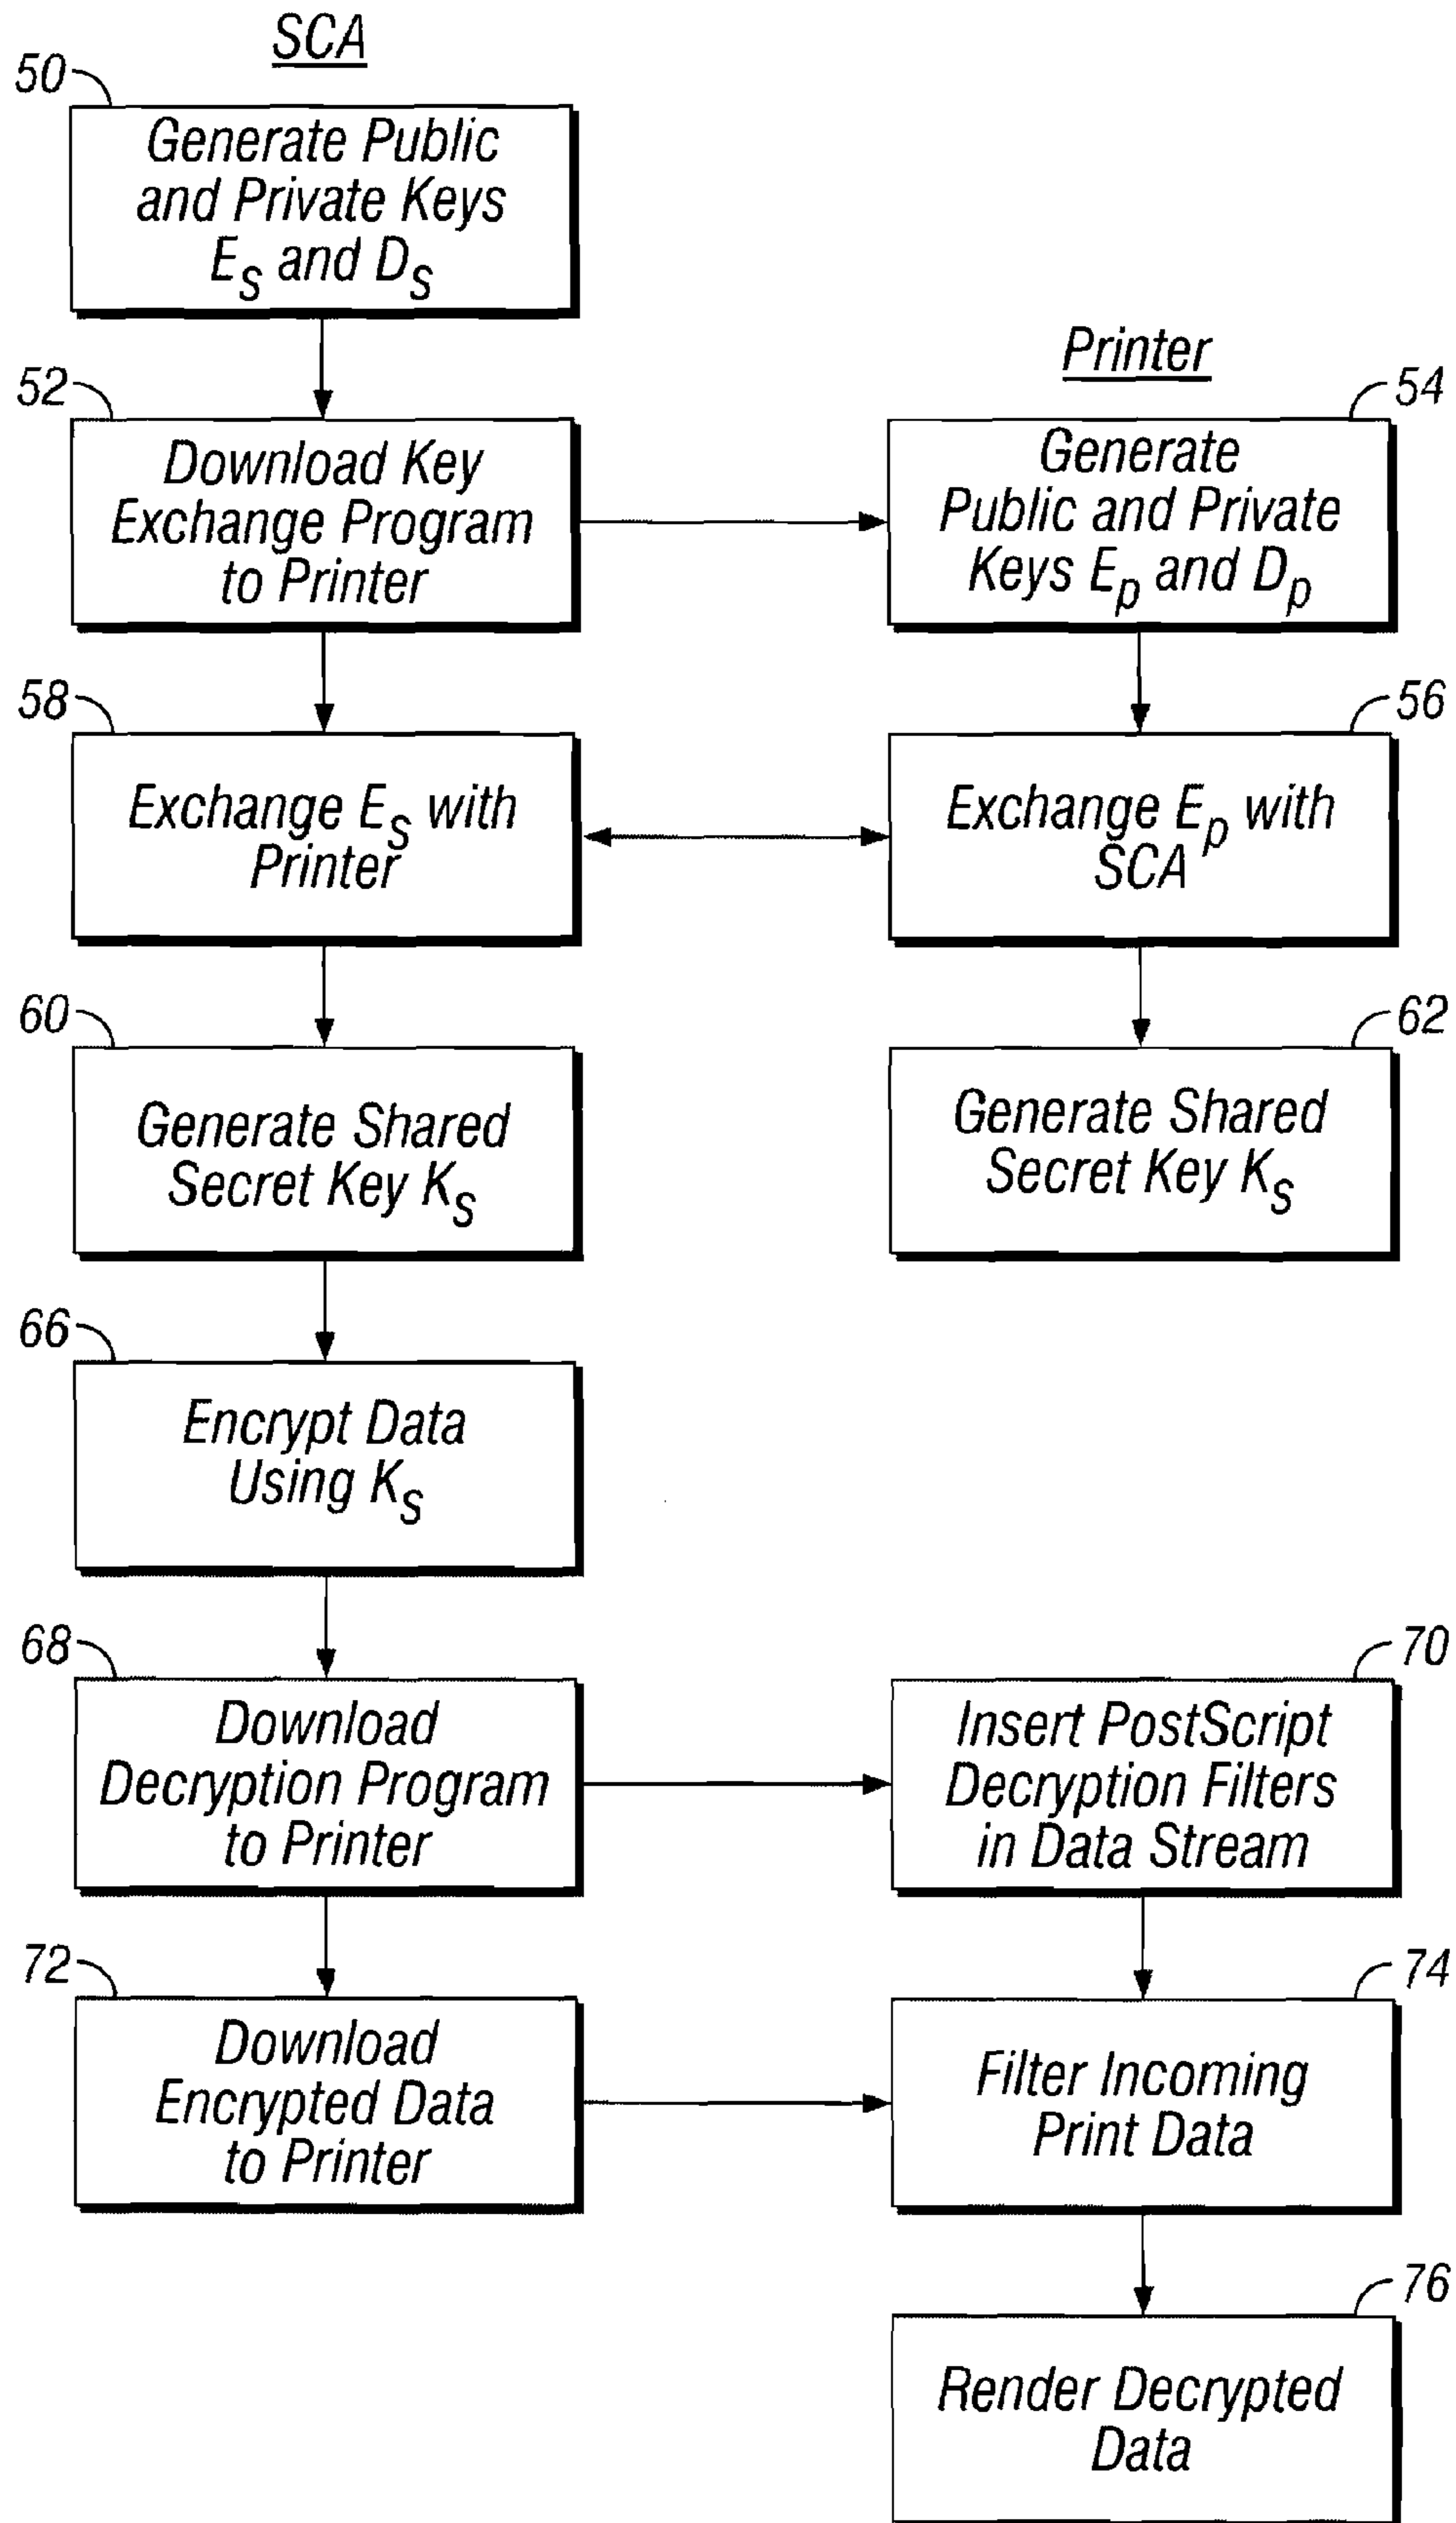 SCA
50
Generate Public
and Private Keys
Es and Ds
Printer
52
Download Key
Exchange Program
to Printer
54
Generate
Public and Private
Keys Ep and Dp
58
Exchange Es with
Printer
56
Exchange Ep with
SCA
60
Generate Shared
Secret Key Ks
62
Generate Shared
Secret Key Ks
66
Encrypt Data
Using Ks
68
Download
Decryption Program
to Printer
70
Insert PostScript
Decryption Filters
in Data Stream
72
Download
Encrypted Data
to Printer
74
Filter Incoming
Print Data
76
Render Decrypted
Data